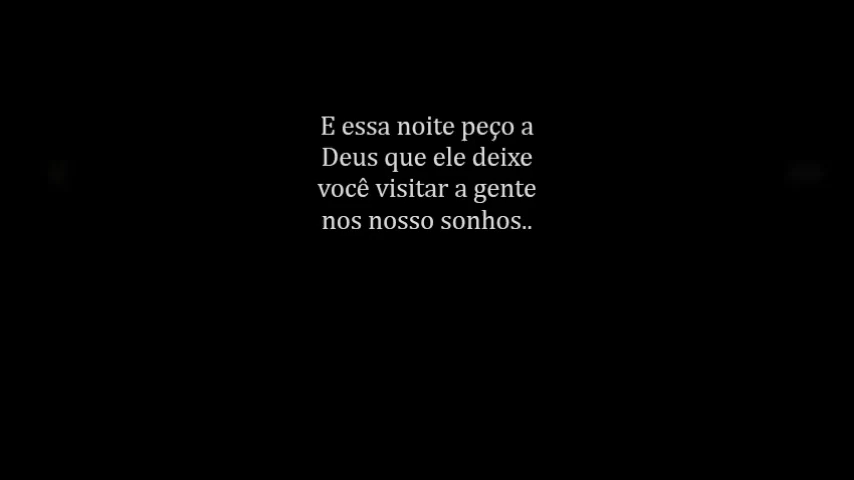 E essa noite peço a
Deus que ele deixe
você visitar a gente
nos nosso sonhos..